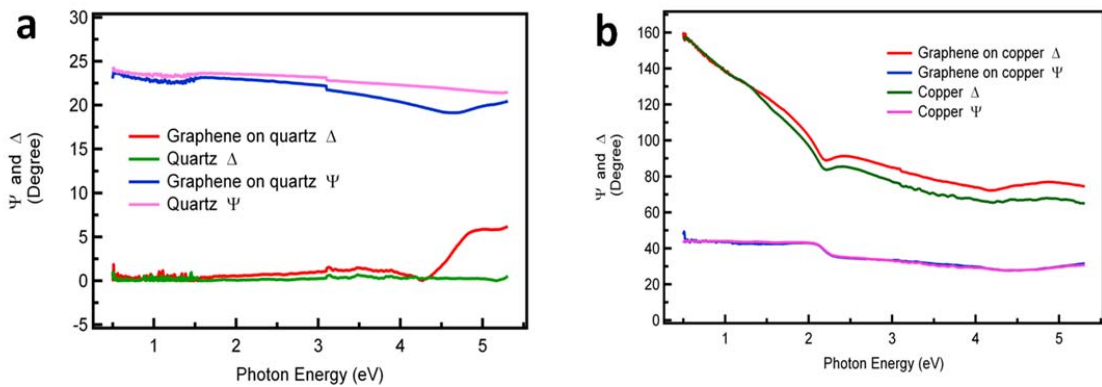 a
30
25
20
15
10
5
0
-5
Ψ and Δ
(Degree)
Graphene on quartz Δ
Quartz Δ
Graphene on quartz Ψ
Quartz Ψ
1 2 3 4 5
Photon Energy (eV)
b
160
140
120
100
80
60
40
20
0
Ψ and Δ
(Degree)
Graphene on copper Δ
Graphene on copper Ψ
Copper Δ
Copper Ψ
1 2 3 4 5
Photon Energy (eV)